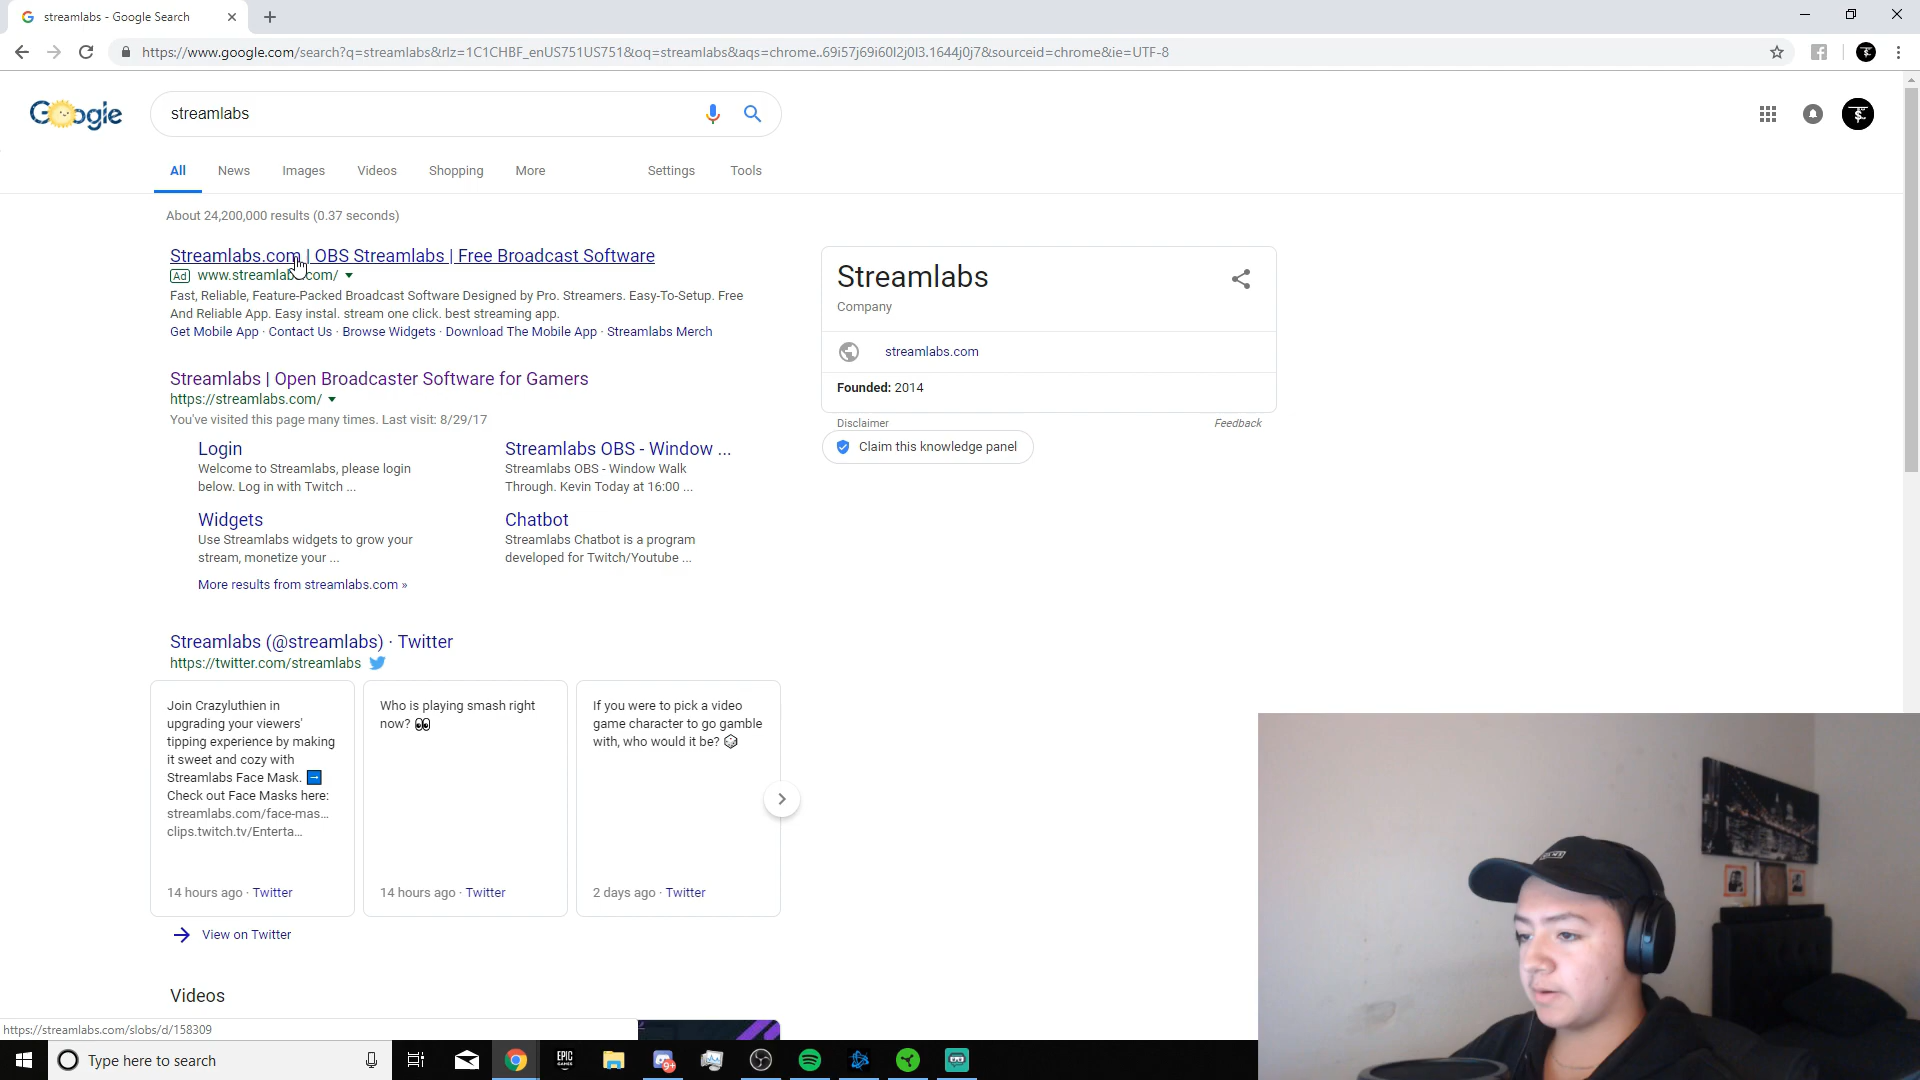 streamlabs - Google Search
https://www.google.com/search?q=streamlabs&rlz=1C1CHBF_enUS751US751&oq=streamlabs&aqs=chrome..69i57j69i60l2j0l3.1644j0j7&sourceid=chrome&ie=UTF-8
Google
streamlabs
All News Images Videos Shopping More Settings Tools
About 24,200,000 results (0.37 seconds)
Streamlabs.com | OBS Streamlabs | Free Broadcast Software
Ad www.streamlabs.com/
Fast, Reliable, Feature-Packed Broadcast Software Designed by Pro. Streamers. Easy-To-Setup. Free
And Reliable App. Easy instal. stream one click. best streaming app.
Get Mobile App · Contact Us · Browse Widgets · Download The Mobile App · Streamlabs Merch
Streamlabs | Open Broadcaster Software for Gamers
https://streamlabs.com/
You've visited this page many times. Last visit: 8/29/17
Login
Welcome to Streamlabs, please login
below. Log in with Twitch ...
Streamlabs OBS - Window ...
Streamlabs OBS - Window Walk
Through. Kevin Today at 16:00 ...
Widgets
Use Streamlabs widgets to grow your
stream, monetize your ...
Chatbot
Streamlabs Chatbot is a program
developed for Twitch/Youtube ...
More results from streamlabs.com »
Streamlabs (@streamlabs) · Twitter
https://twitter.com/streamlabs
Join Crazyluthien in
upgrading your viewers'
tipping experience by making
it sweet and cozy with
Streamlabs Face Mask. ➡
Check out Face Masks here:
streamlabs.com/face-mas...
clips.twitch.tv/Enterta...
14 hours ago · Twitter
Who is playing smash right
now? 👀
14 hours ago · Twitter
If you were to pick a video
game character to go gamble
with, who would it be? 🎲
2 days ago · Twitter
View on Twitter
Videos
Streamlabs
Company
streamlabs.com
Founded: 2014
Disclaimer
Feedback
Claim this knowledge panel
https://streamlabs.com/slobs/d/158309
Type here to search
EPIC
GAMES
9+